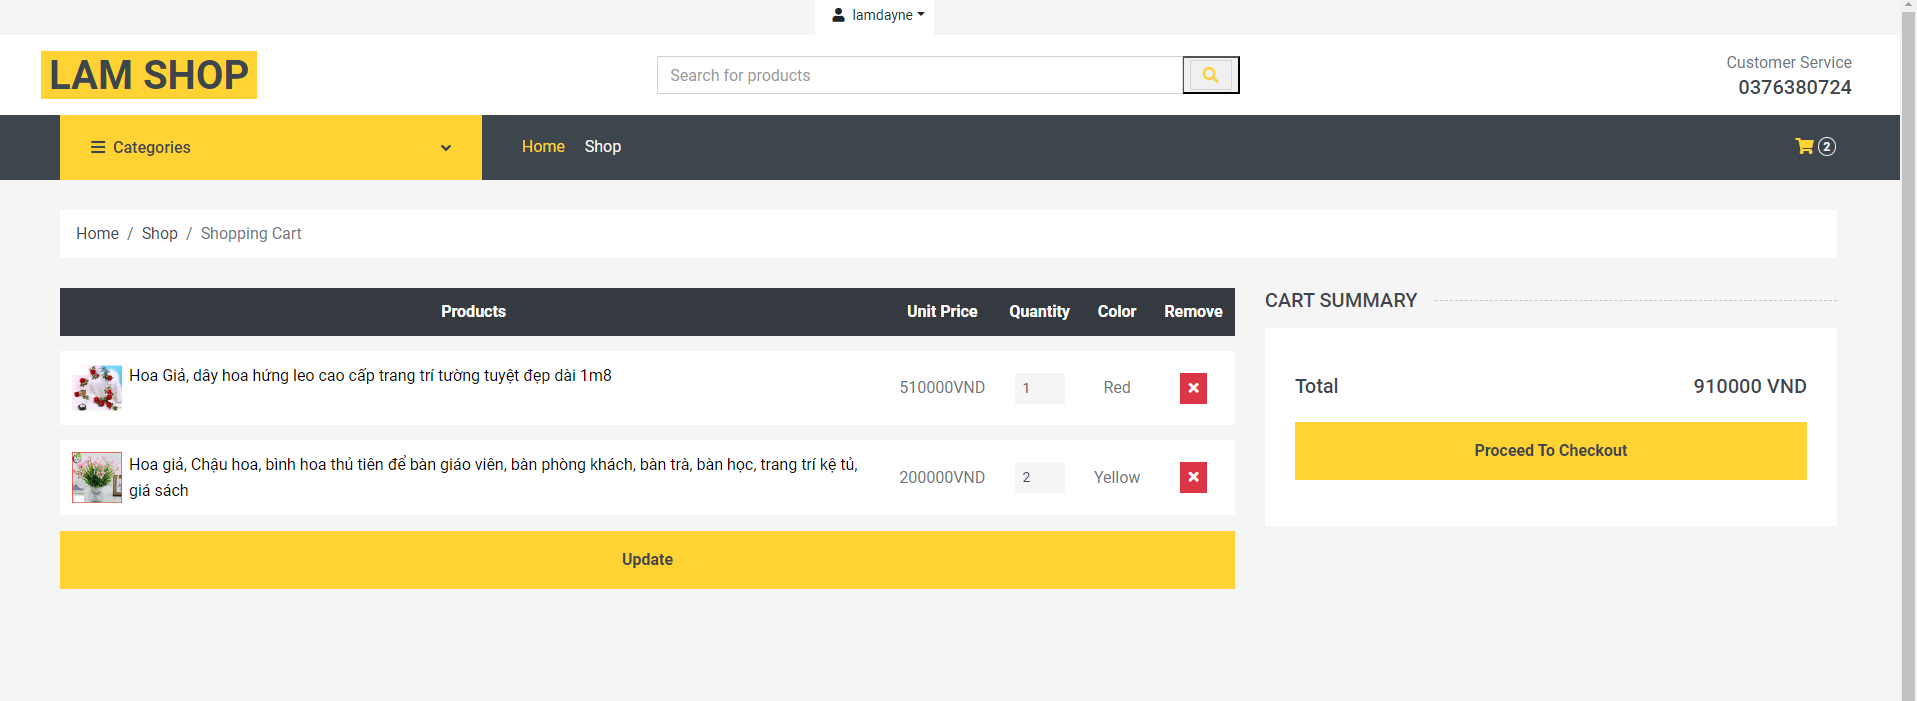 lamdayne
LAM SHOP
Search for products
Customer Service
0376380724
Categories
Home Shop
2
Home / Shop / Shopping Cart
Products Unit Price Quantity Color Remove
Hoa Giả, dây hoa hứng leo cao cấp trang trí tường tuyệt đẹp dài 1m8
510000VND 1 Red
Hoa giả, Chậu hoa, bình hoa thủ tiên để bàn giáo viên, bàn phòng khách, bàn trà, bàn học, trang trí kệ tủ,
giá sách
200000VND 2 Yellow
Update
CART SUMMARY
Total 910000 VND
Proceed To Checkout